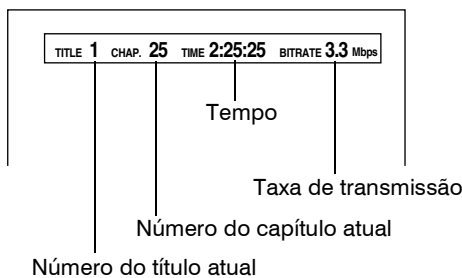 TITLE 1 CHAP. 25 TIME 2:25:25 BITRATE 3.3 Mbps
Tempo
Taxa de transmissão
Número do capítulo atual
Número do título atual